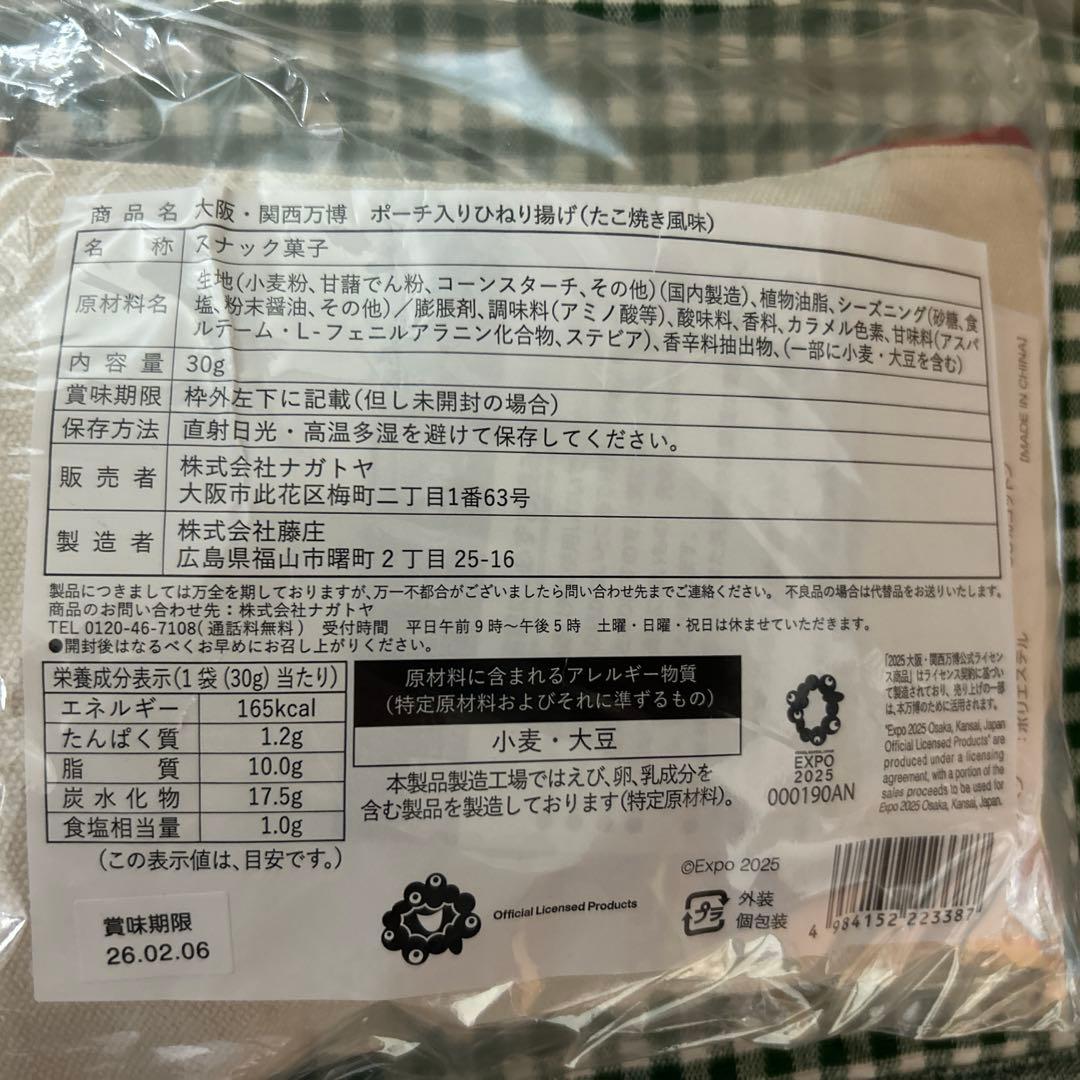 商品名 大阪・関西万博 ポーチ入りひねり揚げ(たこ焼き風味)
名称 スナック菓子
原材料名 生地(小麦粉、甘藷でん粉、コーンスターチ、その他)(国内製造)、植物油脂、シーズニング(砂糖、食
塩、粉末醤油、その他)/膨脹剤、調味料(アミノ酸等)、酸味料、香料、カラメル色素、甘味料(アスパ
ルテーム・L-フェニルアラニン化合物、ステビア)、香辛料抽出物、(一部に小麦・大豆を含む)
内容量 30g
賞味期限 枠外左下に記載(但し未開封の場合)
保存方法 直射日光・高温多湿を避けて保存してください。
販売者 株式会社ナガトヤ
大阪市此花区梅町二丁目1番63号
製造者 株式会社藤庄
広島県福山市曙町2丁目25-16
製品につきましては万全を期しておりますが、万一不都合がございましたら問い合わせ先までご連絡ください。 不良品の場合は代替品をお送りいたします。
商品のお問い合わせ先:株式会社ナガトヤ
TEL 0120-46-7108(通話料無料) 受付時間 平日午前9時〜午後5時 土曜・日曜・祝日は休ませていただきます。
●開封後はなるべくお早めにお召し上がりください。
栄養成分表示(1袋(30g)当たり)
エネルギー 165kcal
たんぱく質 1.2g
脂質 10.0g
炭水化物 17.5g
食塩相当量 1.0g
(この表示値は、目安です。)
賞味期限
26.02.06
原材料に含まれるアレルギー物質
(特定原材料およびそれに準ずるもの)
小麦・大豆
本製品製造工場ではえび、卵、乳成分を
含む製品を製造しております(特定原材料)。
Official Licensed Products
EXPO
2025
000190AN
「2025大阪・関西万博公式ライセン
ス商品」はライセンス契約に基づい
て製造されており、売り上げの一部
は、本万博のために活用されます。
"Expo 2025 Osaka, Kansai, Japan
Official Licensed Products" are
produced under a licensing
agreement, with a portion of the
sales proceeds to be used for
Expo 2025 Osaka, Kansai, Japan.
©Expo 2025
プラ
外装
個包装
4 984152 223387
[MADE IN CHINA]
:ポリエステル